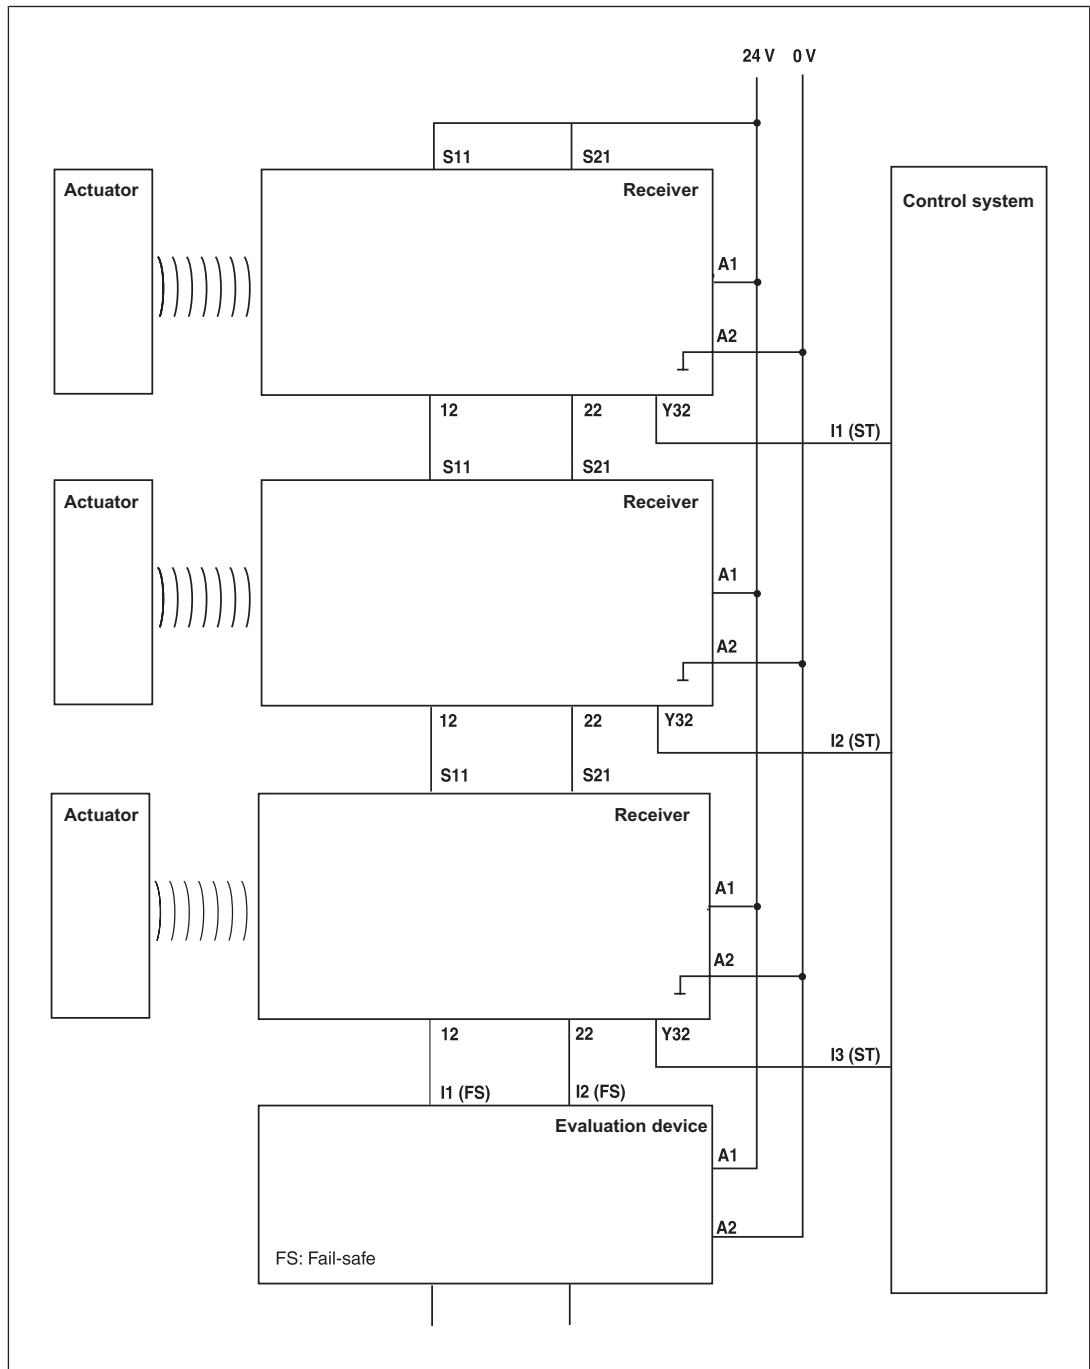 24 V 0 V
S11 S21
Actuator Receiver
Control system
A1
A2
12 22 Y32
I1 (ST)
S11 S21
Actuator Receiver
A1
A2
12 22 Y32
I2 (ST)
S11 S21
Actuator Receiver
A1
A2
12 22 Y32
I3 (ST)
I1 (FS) I2 (FS)
Evaluation device
A1
A2
FS: Fail-safe